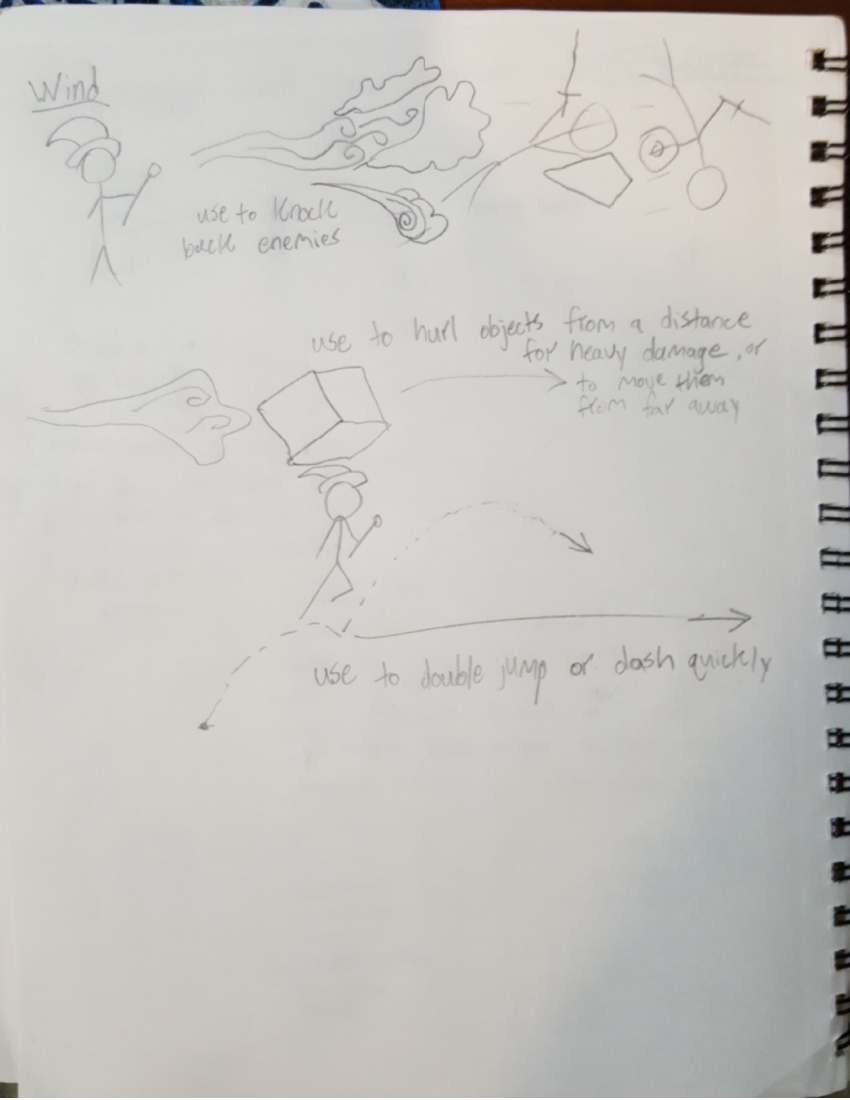 Wind
use to knock
back enemies
use to hurl objects from a distance
for heavy damage, or
to move them
from far away
use to double jump or dash quickly